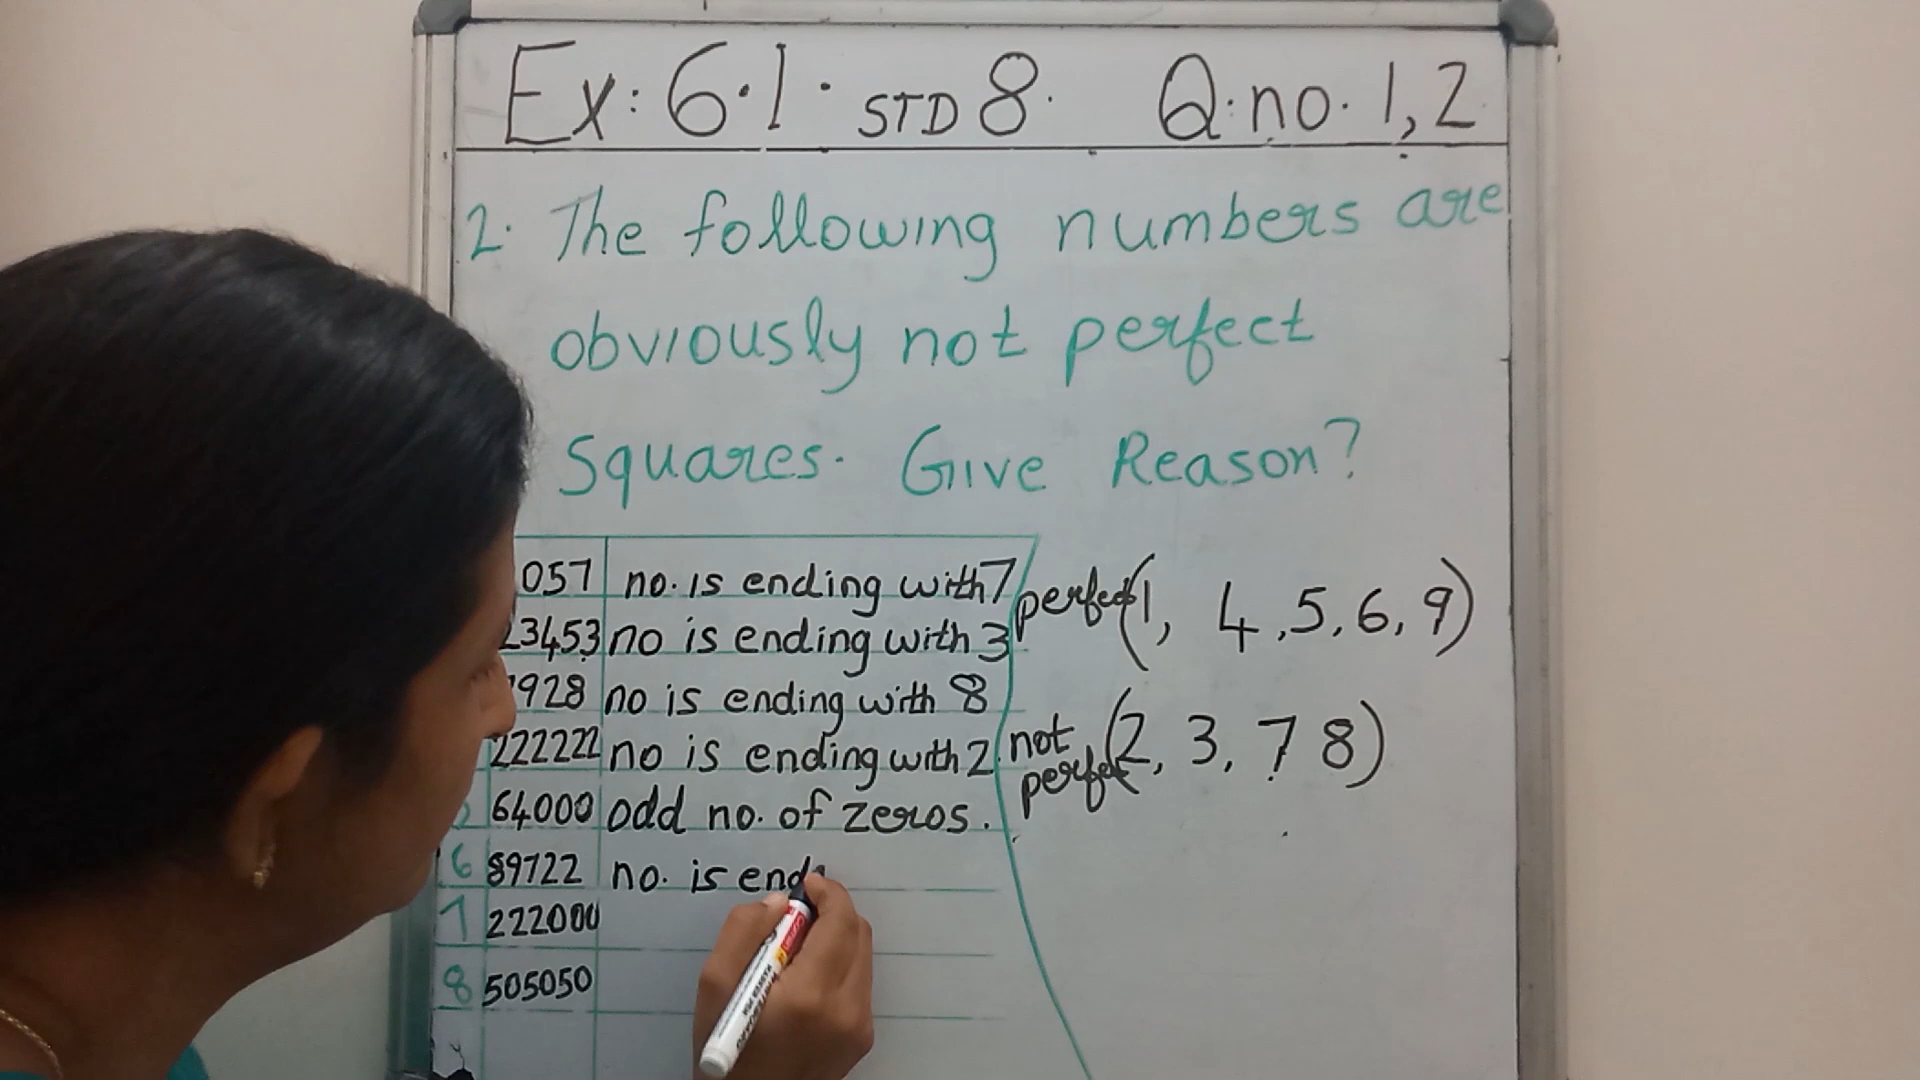 Ex: 6.1. STD 8. Q.no. 1,2
2. The following numbers are
obviously not perfect
Squares. Give Reason?
057 no. is ending with 7
23453 no is ending with 3
7928 no is ending with 8
222222 no is ending with 2.
64000 odd no. of zeros.
6 89722 no. is end
7 222000
8 505050
perfect (1, 4, 5, 6, 9)
not perfect (2, 3, 7 8)